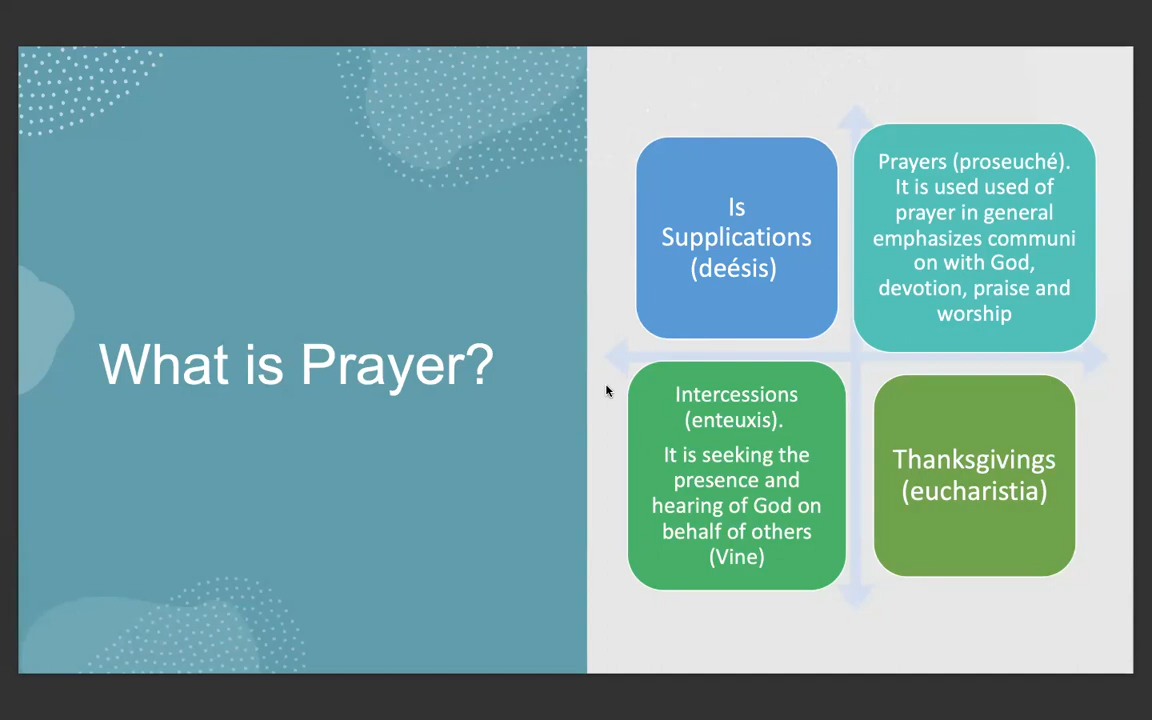 What is Prayer?
Is
Supplications
(deésis)
Prayers (proseuché).
It is used used of
prayer in general
emphasizes communi
on with God,
devotion, praise and
worship
Intercessions
(enteuxis).
It is seeking the
presence and
hearing of God on
behalf of others
(Vine)
Thanksgivings
(eucharistia)